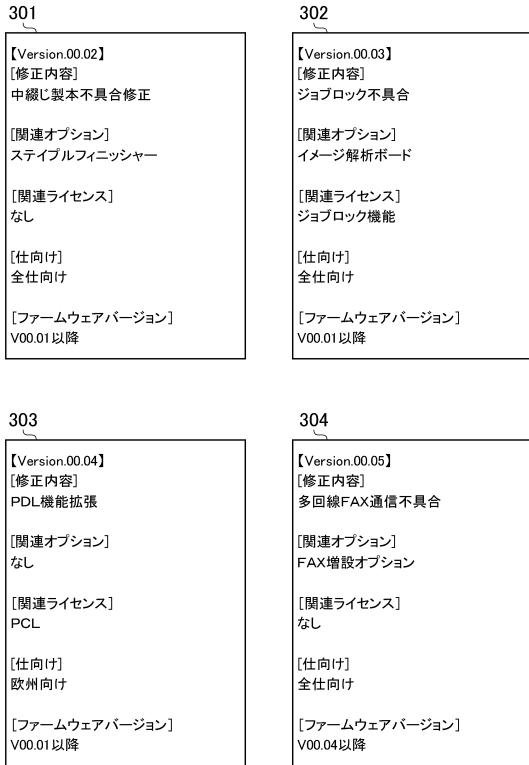 301
【Version.00.02】
[修正内容]
中綴じ製本不具合修正
[関連オプション]
ステイプルフィニッシャー
[関連ライセンス]
なし
[仕向け]
全仕向け
[ファームウェアバージョン]
V00.01以降
302
【Version.00.03】
[修正内容]
ジョブロック不具合
[関連オプション]
イメージ解析ボード
[関連ライセンス]
ジョブロック機能
[仕向け]
全仕向け
[ファームウェアバージョン]
V00.01以降
303
【Version.00.04】
[修正内容]
PDL機能拡張
[関連オプション]
なし
[関連ライセンス]
PCL
[仕向け]
欧州向け
[ファームウェアバージョン]
V00.01以降
304
【Version.00.05】
[修正内容]
多回線FAX通信不具合
[関連オプション]
FAX増設オプション
[関連ライセンス]
なし
[仕向け]
全仕向け
[ファームウェアバージョン]
V00.04以降